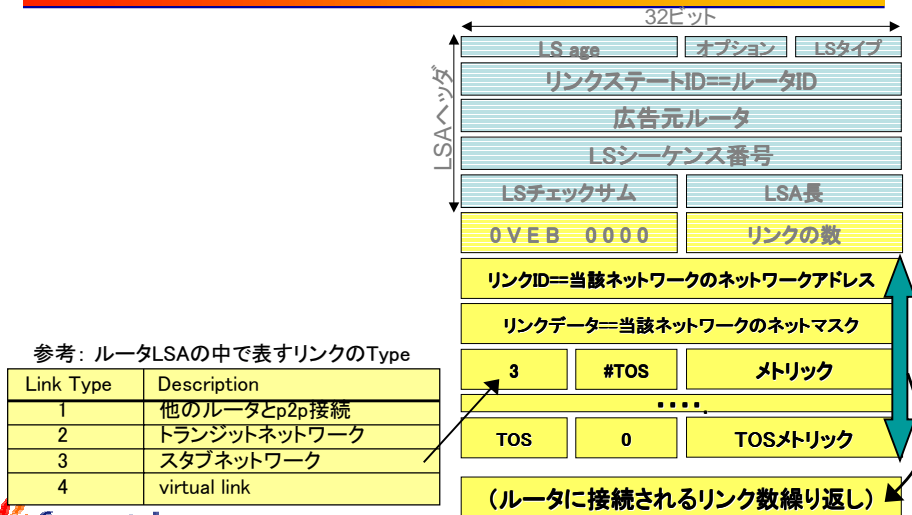 32ビット
LS age オプション LSタイプ
リンクステートID==ルータID
広告元ルータ
LSシーケンス番号
LSチェックサム LSA長
LSAヘッダ
0 V E B 0 0 0 0 リンクの数
リンクID==当該ネットワークのネットワークアドレス
リンクデータ==当該ネットワークのネットマスク
3 #TOS メトリック
....
TOS 0 TOSメトリック
(ルータに接続されるリンク数繰り返し)
参考: ルータLSAの中で表すリンクのType
Link Type Description
1 他のルータとp2p接続
2 トランジットネットワーク
3 スタブネットワーク
4 virtual link